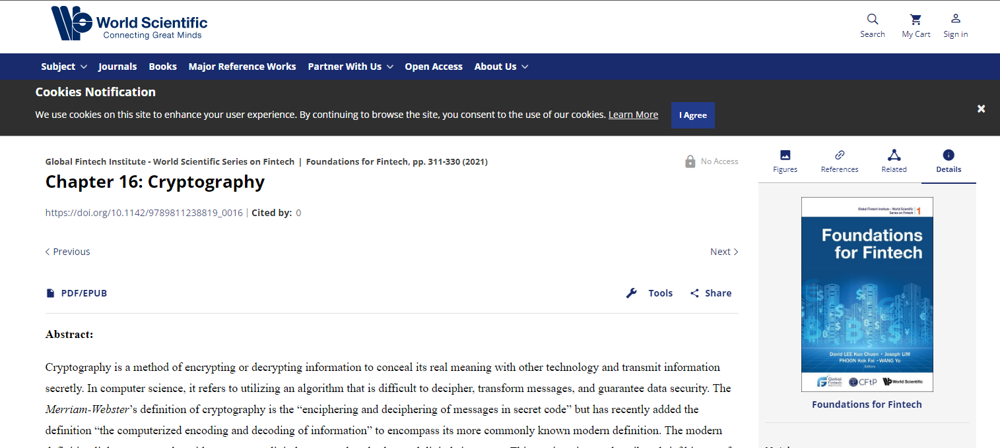 World Scientific
Connecting Great Minds
Search
My Cart
Sign in
Subject
Journals
Books
Major Reference Works
Partner With Us
Open Access
About Us
Cookies Notification
We use cookies on this site to enhance your user experience. By continuing to browse the site, you consent to the use of our cookies. Learn More
I Agree
Global Fintech Institute - World Scientific Series on Fintech | Foundations for Fintech, pp. 311-330 (2021)
No Access
Chapter 16: Cryptography
https://doi.org/10.1142/9789811238819_0016 | Cited by: 0
< Previous
Next >
PDF/EPUB
Tools
Share
Abstract:
Cryptography is a method of encrypting or decrypting information to conceal its real meaning with other technology and transmit information
secretly. In computer science, it refers to utilizing an algorithm that is difficult to decipher, transform messages, and guarantee data security. The
Merriam-Webster’s definition of cryptography is the “enciphering and deciphering of messages in secret code” but has recently added the
definition “the computerized encoding and decoding of information” to encompass its more commonly known modern definition. The modern
Figures
References
Related
Details
Global Fintech Institute - World Scientific
Series on Fintech
1
Foundations
for Fintech
David LEE Kuo Chuen • Joseph LIM
PHOON Kok Fai • WANG Yu
Editors
Global
Fintech
INSTITUTE
CFtP
World Scientific
Foundations for Fintech